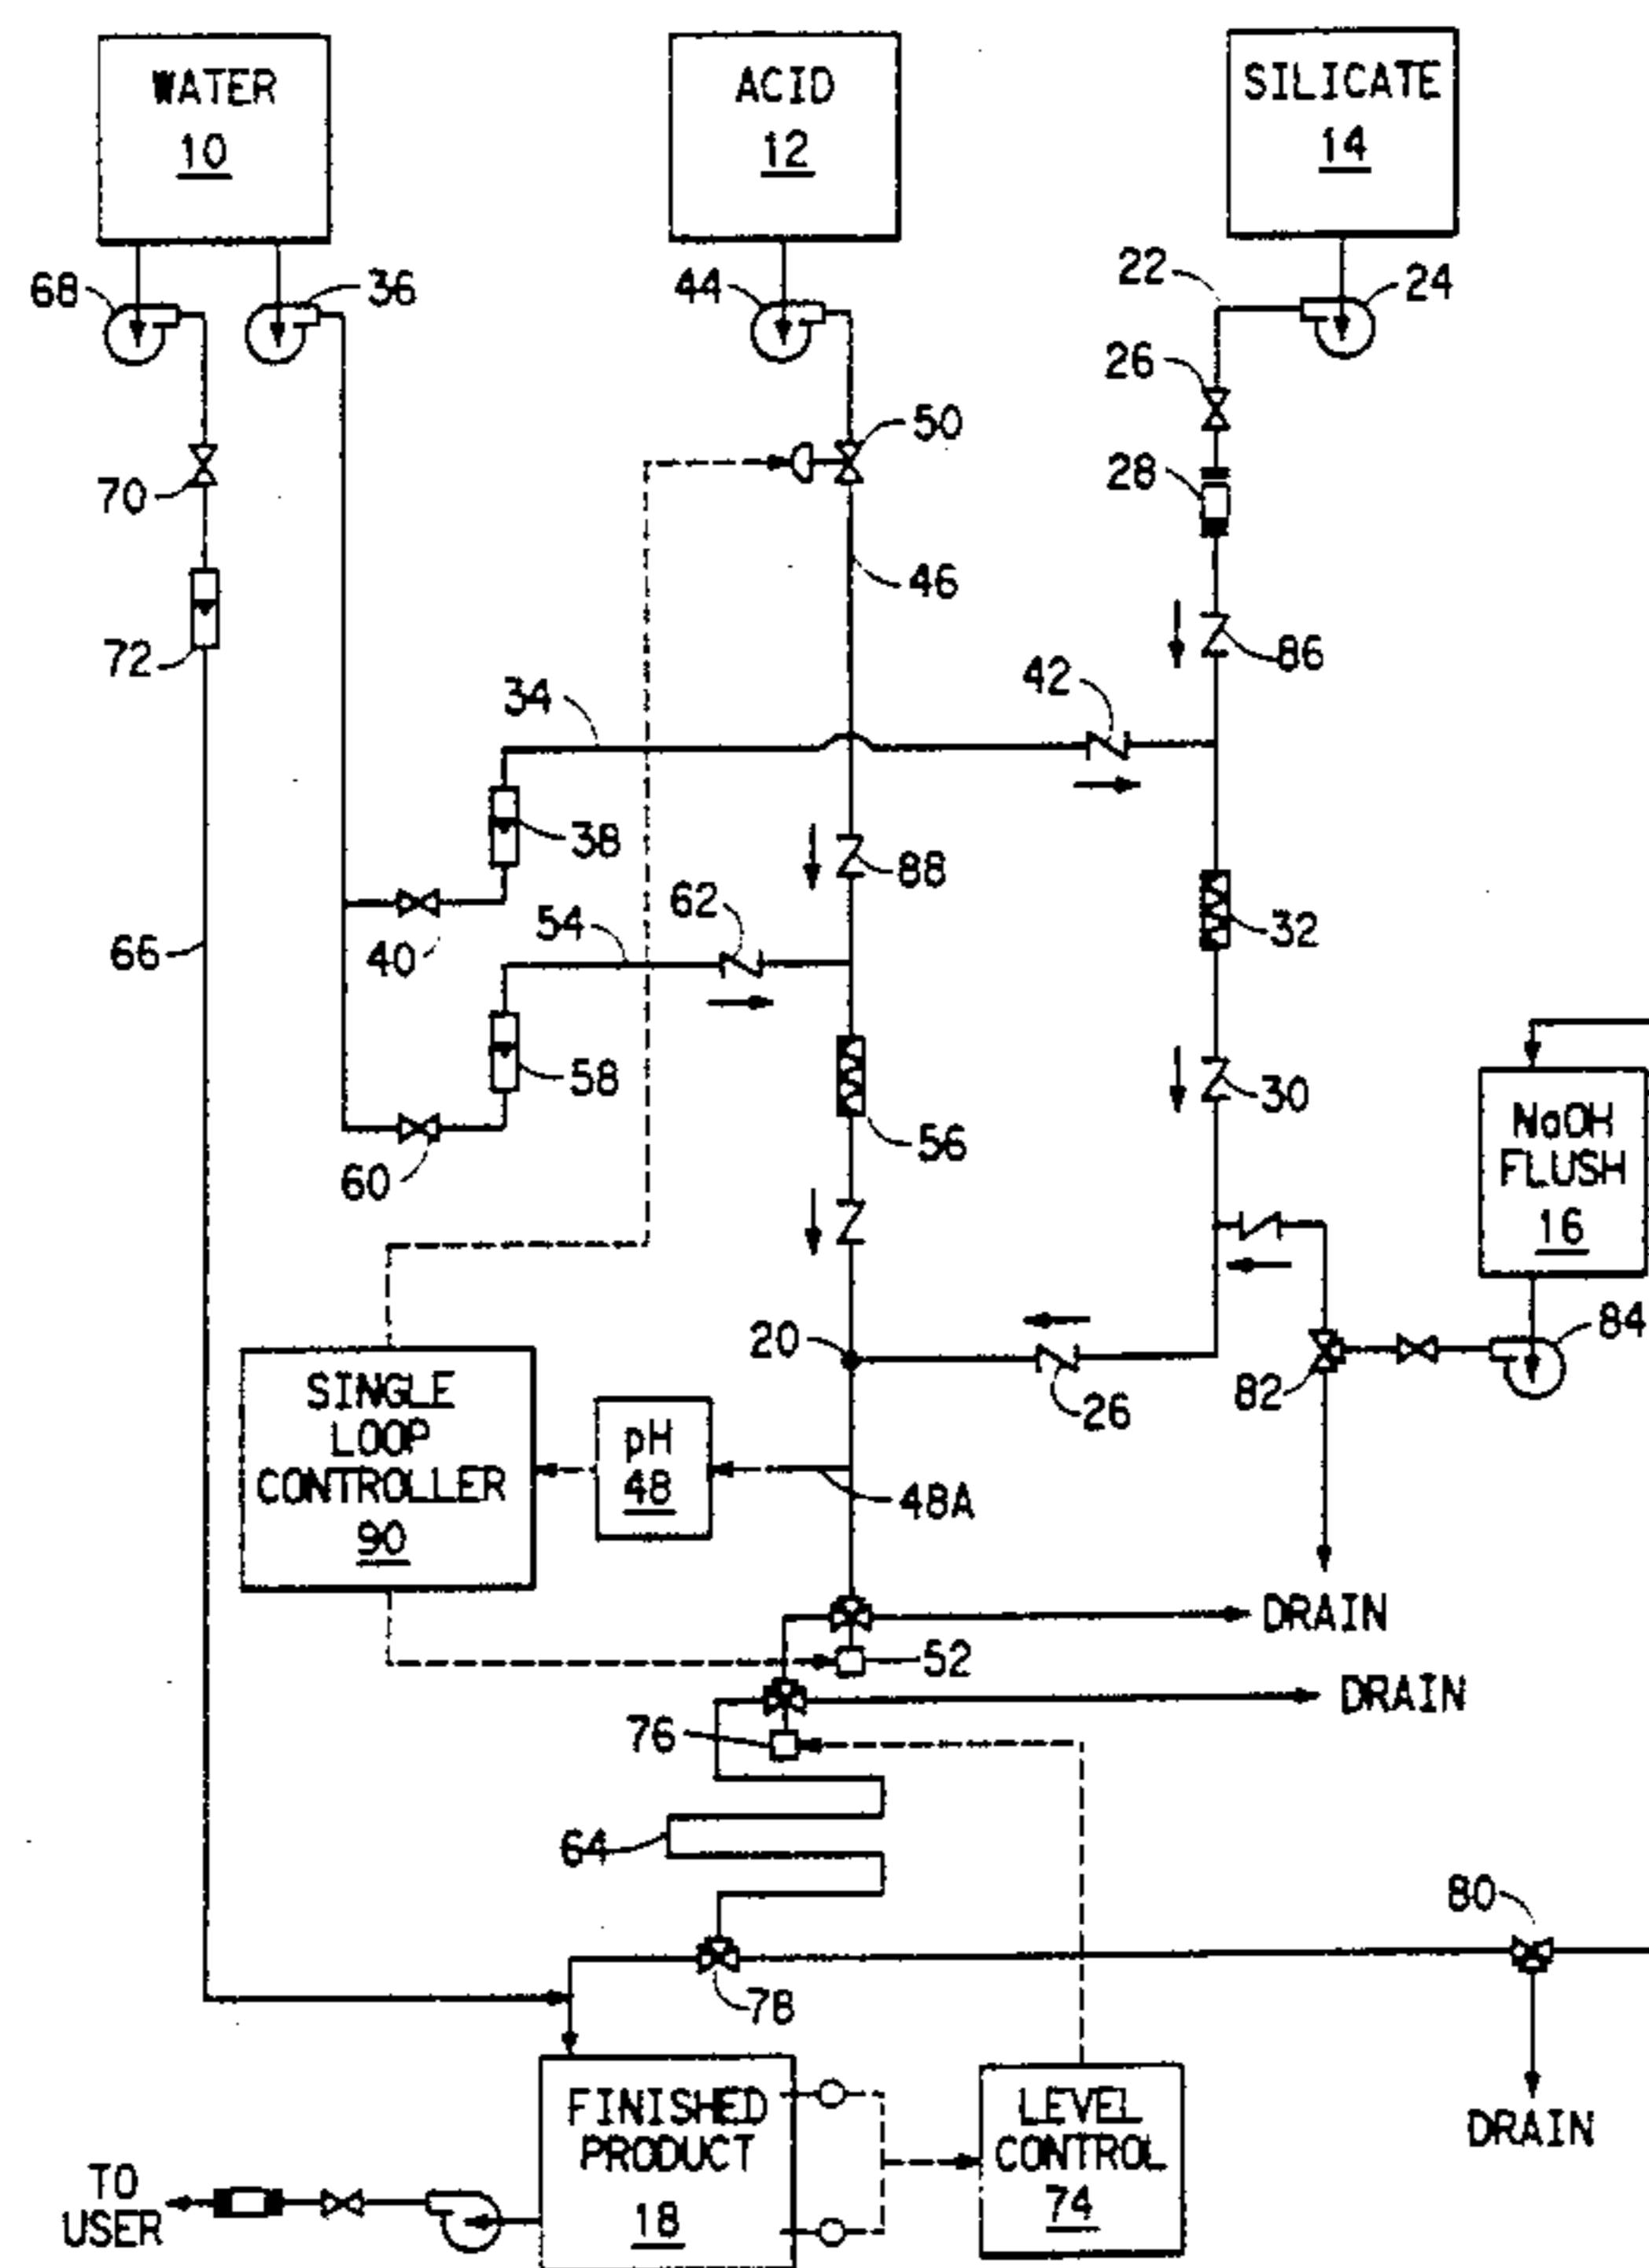 WATER
10
ACID
12
SILICATE
14
68
36
44
22
24
26
50
70
28
46
72
86
34
42
38
88
62
32
66
40
54
58
30
56
NaOH
FLUSH
16
60
20
84
82
26
SINGLE
LOOP
CONTROLLER
90
pH
48
48A
DRAIN
52
DRAIN
76
64
80
78
FINISHED
PRODUCT
18
LEVEL
CONTROL
74
DRAIN
TO
USER